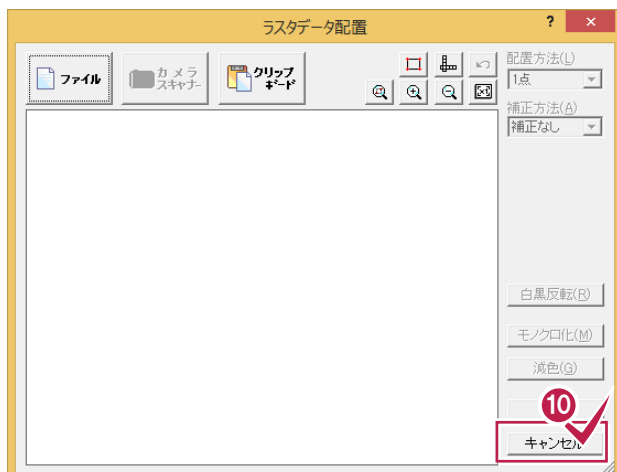 ラスタデータ配置
? ×
ファイル
カメラ
スキャナー
クリップ
ボード
配置方法(L)
1点
補正方法(A)
補正なし
白黒反転(R)
モノクロ化(M)
減色(G)
10
キャンセル